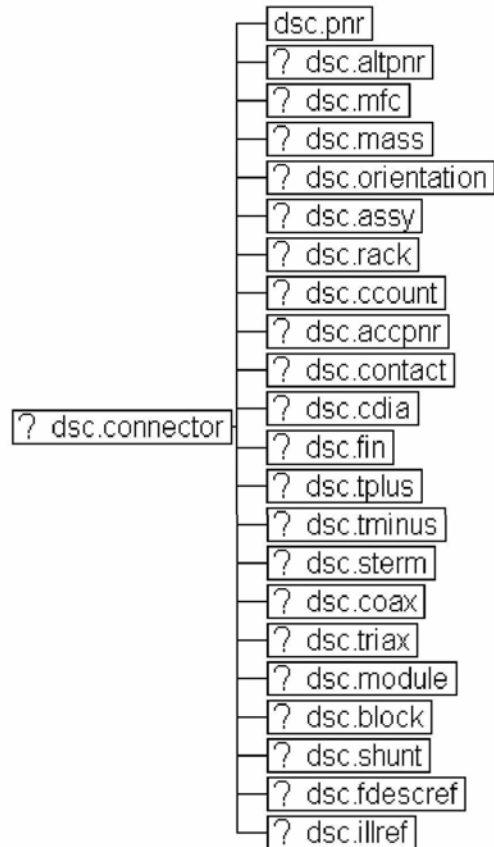 dsc.pnr
? dsc.altpnr
? dsc.mfc
? dsc.mass
? dsc.orientation
? dsc.assy
? dsc.rack
? dsc.ccount
? dsc.accpnr
? dsc.contact
? dsc.connector
? dsc.cdia
? dsc.fin
? dsc.tplus
? dsc.tminus
? dsc.sterm
? dsc.coax
? dsc.triax
? dsc.module
? dsc.block
? dsc.shunt
? dsc.fdescref
? dsc.illref